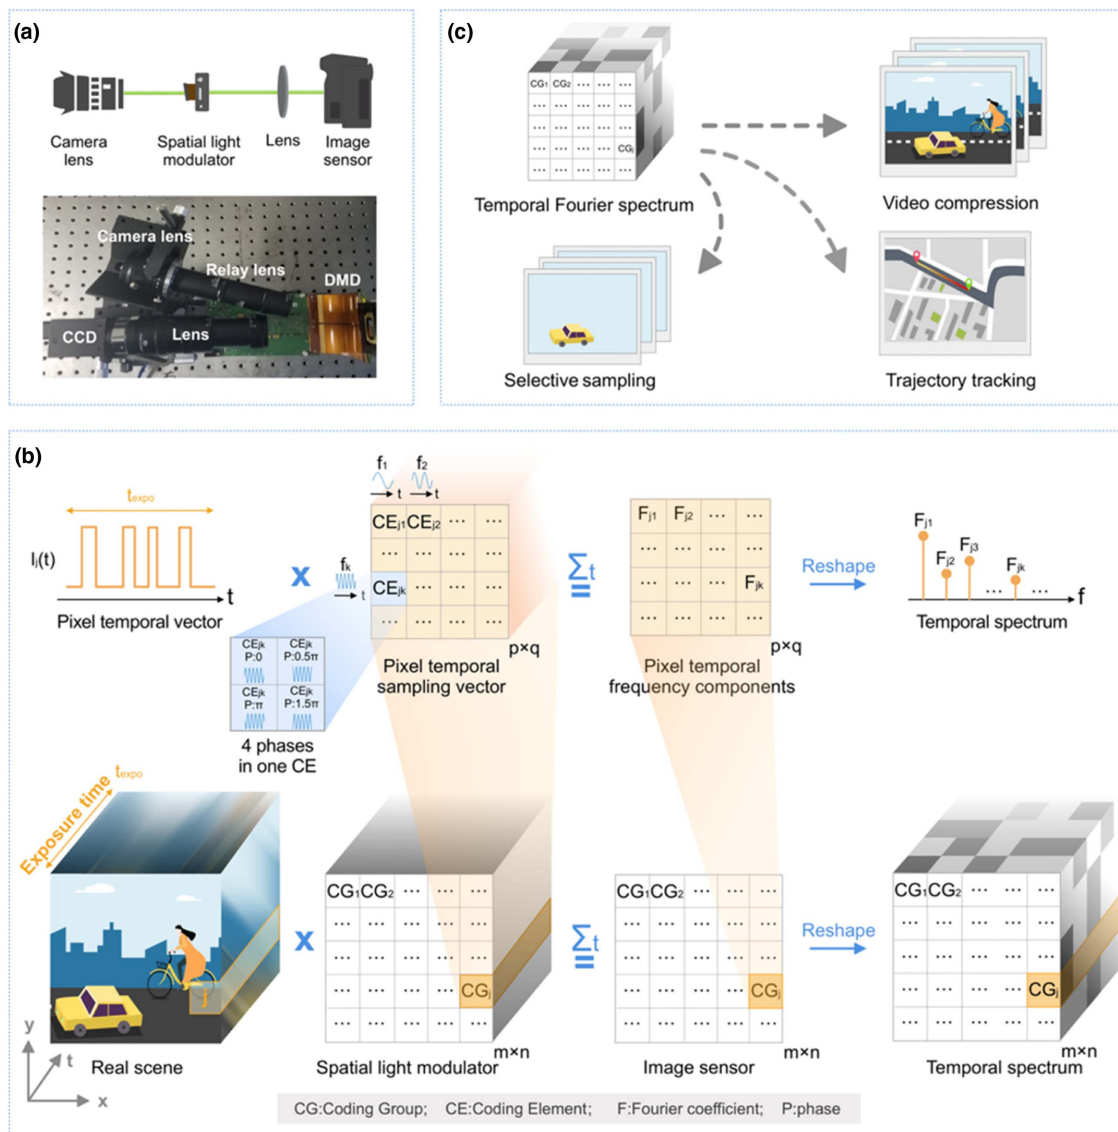 (a)
Camera
lens
Spatial light
modulator
Lens
Image
sensor
Camera lens
Relay lens
DMD
CCD
Lens
(c)
CG1 CG2 ... ...
... ... ... ... ...
... ... ... ... ...
... ... ... CGj
... ... ... ... ...
Temporal Fourier spectrum
Video compression
Selective sampling
Trajectory tracking
(b)
texpo
Ij(t)
t
Pixel temporal vector
x
f1 f2
t t
CEj1 CEj2 ... ...
... ... ... ...
fk
t
CEjk ... ... ...
... ... ... ...
p×q
Pixel temporal
sampling vector
CEjk CEjk
P:0 P:0.5π
CEjk CEjk
P:π P:1.5π
4 phases
in one CE
Σt
=
Fj1 Fj2 ... ...
... ... ... ...
... ... ... Fjk
... ... ... ...
p×q
Pixel temporal
frequency components
Reshape
Fj1
Fj2
Fj3
... Fjk ...
f
Temporal spectrum
Exposure time texpo
j
y
t
x
Real scene
x
CG1 CG2 ... ... ...
... ... ... ... ...
... ... ... ... ...
... ... ... ... CGj
... ... ... ... ...
m×n
Spatial light modulator
Σt
=
CG1 CG2 ... ... ...
... ... ... ... ...
... ... ... ... ...
... ... ... ... CGj
... ... ... ... ...
m×n
Image sensor
Reshape
CG1 CG2 ... ... ...
... ... ... ... ...
... ... ... ... ...
... ... ... ... CGj
... ... ... ... ...
m×n
Temporal spectrum
CG:Coding Group; CE:Coding Element; F:Fourier coefficient; P:phase